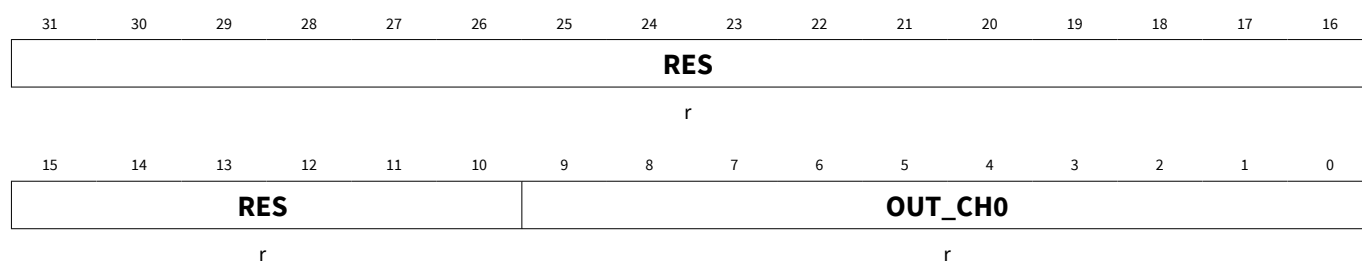 31 30 29 28 27 26 25 24 23 22 21 20 19 18 17 16
RES
r
15 14 13 12 11 10 9 8 7 6 5 4 3 2 1 0
RES OUT_CH0
r r